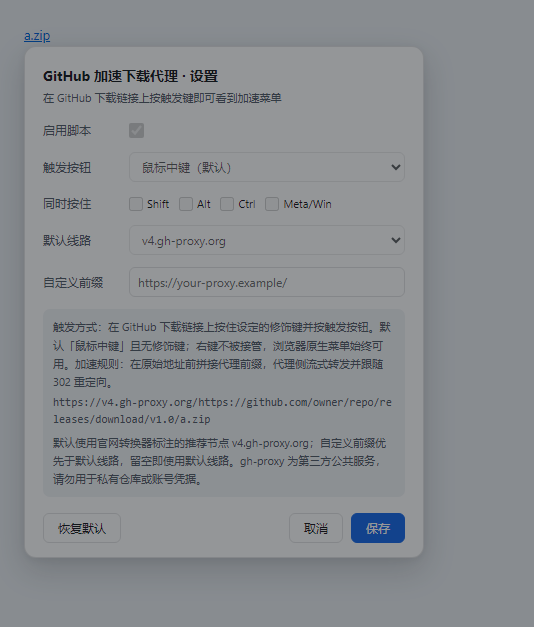 a.zip
GitHub 加速下载代理 · 设置
在 GitHub 下载链接上按触发键即可看到加速菜单
启用脚本
触发按钮 鼠标中键（默认）
同时按住 Shift Alt Ctrl Meta/Win
默认线路 v4.gh-proxy.org
自定义前缀 https://your-proxy.example/
触发方式：在 GitHub 下载链接上按住设定的修饰键并按触发按钮。默
认「鼠标中键」且无修饰键；右键不被接管，浏览器原生菜单始终可
用。加速规则：在原始地址前拼接代理前缀，代理侧流式转发并跟随
302 重定向。
https://v4.gh-proxy.org/https://github.com/owner/repo/re
leases/download/v1.0/a.zip
默认使用官网转换器标注的推荐节点 v4.gh-proxy.org；自定义前缀优
先于默认线路，留空即使用默认线路。gh-proxy 为第三方公共服务，
请勿用于私有仓库或账号凭据。
恢复默认 取消 保存